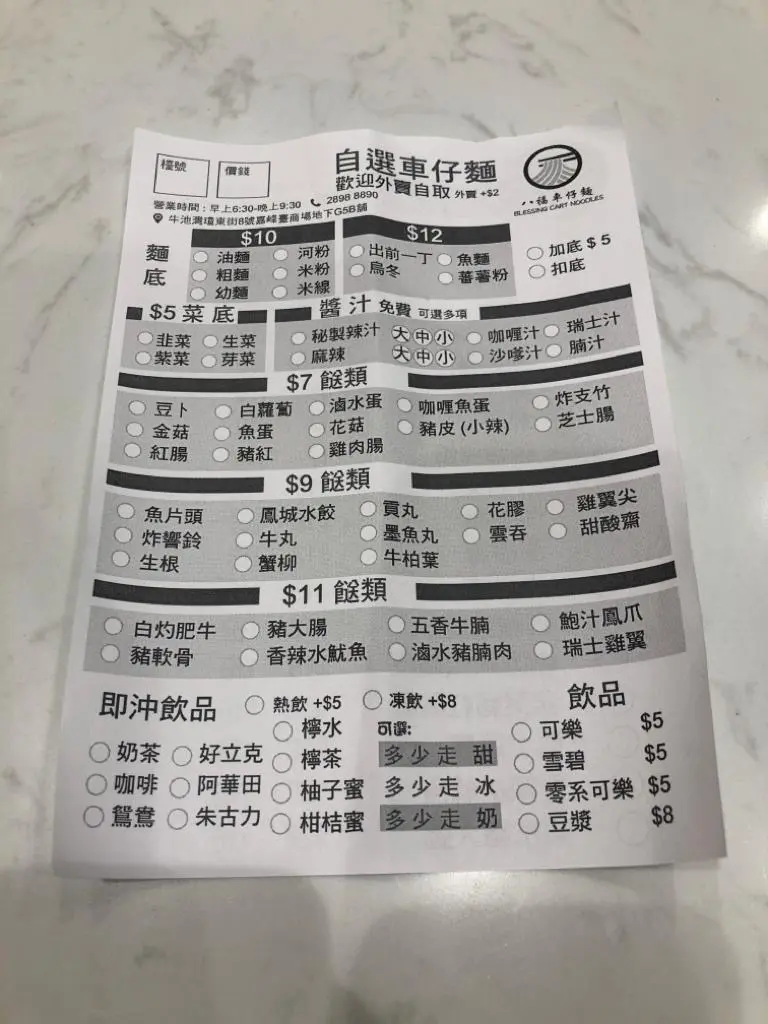 樓號 價錢
自選車仔麵
歡迎外賣自取 外賣 +$2
營業時間：早上6:30-晚上9:30 2898 8890
牛池灣瓊東街8號嘉峰臺商場地下G5B舖
八福車仔麵
BLESSING CART NOODLES
麵底
$10
油麵 河粉
粗麵 米粉
幼麵 米線
$12
出前一丁 魚麵
烏冬 蕃薯粉
加底 $5
扣底
$5 菜底
韭菜 生菜
紫菜 芽菜
醬汁 免費 可選多項
秘製辣汁 大 中 小 咖喱汁 瑞士汁
麻辣 大 中 小 沙嗲汁 腩汁
$7 餸類
豆卜 白蘿蔔 滷水蛋 咖喱魚蛋 炸支竹
金菇 魚蛋 花菇 豬皮 (小辣) 芝士腸
紅腸 豬紅 雞肉腸
$9 餸類
魚片頭 鳳城水餃 貢丸 花膠 雞翼尖
炸響鈴 牛丸 墨魚丸 雲吞 甜酸齋
生根 蟹柳 牛柏葉
$11 餸類
白灼肥牛 豬大腸 五香牛腩 鮑汁鳳爪
豬軟骨 香辣水魷魚 滷水豬腩肉 瑞士雞翼
即沖飲品 熱飲 +$5 凍飲 +$8
檸水
奶茶 好立克 檸茶
咖啡 阿華田 柚子蜜
鴛鴦 朱古力 柑桔蜜
可選:
多少走 甜
多少走 冰
多少走 奶
飲品
可樂 $5
雪碧 $5
零系可樂 $5
豆漿 $8